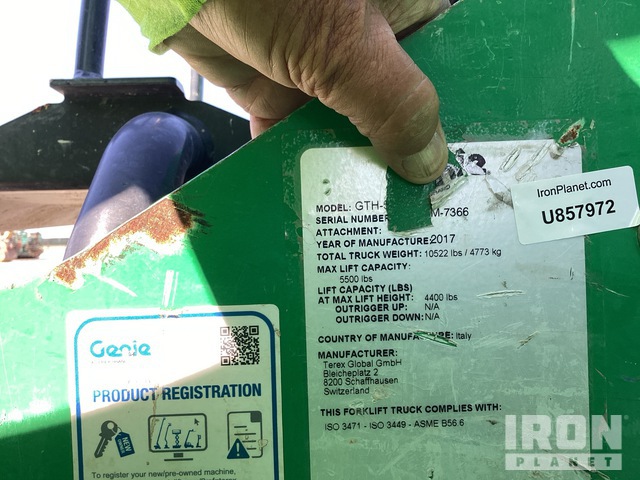 MODEL: GTH-
SERIAL NUMBER M-7366
ATTACHMENT:
YEAR OF MANUFACTURE: 2017
TOTAL TRUCK WEIGHT: 10522 lbs / 4773 kg
MAX LIFT CAPACITY:
5500 lbs
LIFT CAPACITY (LBS)
AT MAX LIFT HEIGHT: 4400 lbs
OUTRIGGER UP: N/A
OUTRIGGER DOWN: N/A
COUNTRY OF MANUFACTURE: Italy
MANUFACTURER:
Terex Global GmbH
Bleicheplatz 2
8200 Schaffhausen
Switzerland
THIS FORKLIFT TRUCK COMPLIES WITH:
ISO 3471 - ISO 3449 - ASME B56.6
IronPlanet.com
U857972
Genie
PRODUCT REGISTRATION
NEW
To register your new/pre-owned machine,
IRON
PLANET